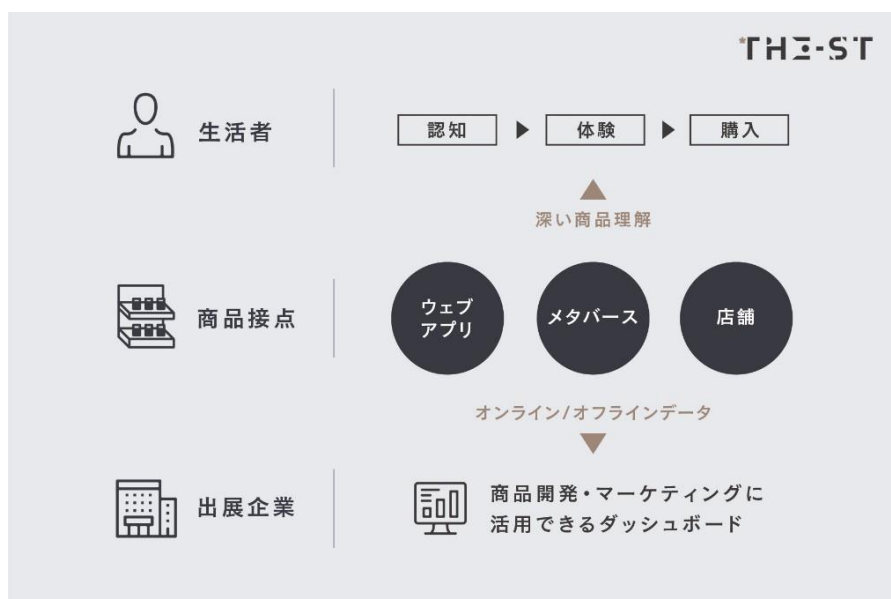 *THE-ST
生活者
認知
体験
購入
深い商品理解
商品接点
ウェブ
アプリ
メタバース
店舗
オンライン/オフラインデータ
出展企業
商品開発・マーケティングに
活用できるダッシュボード